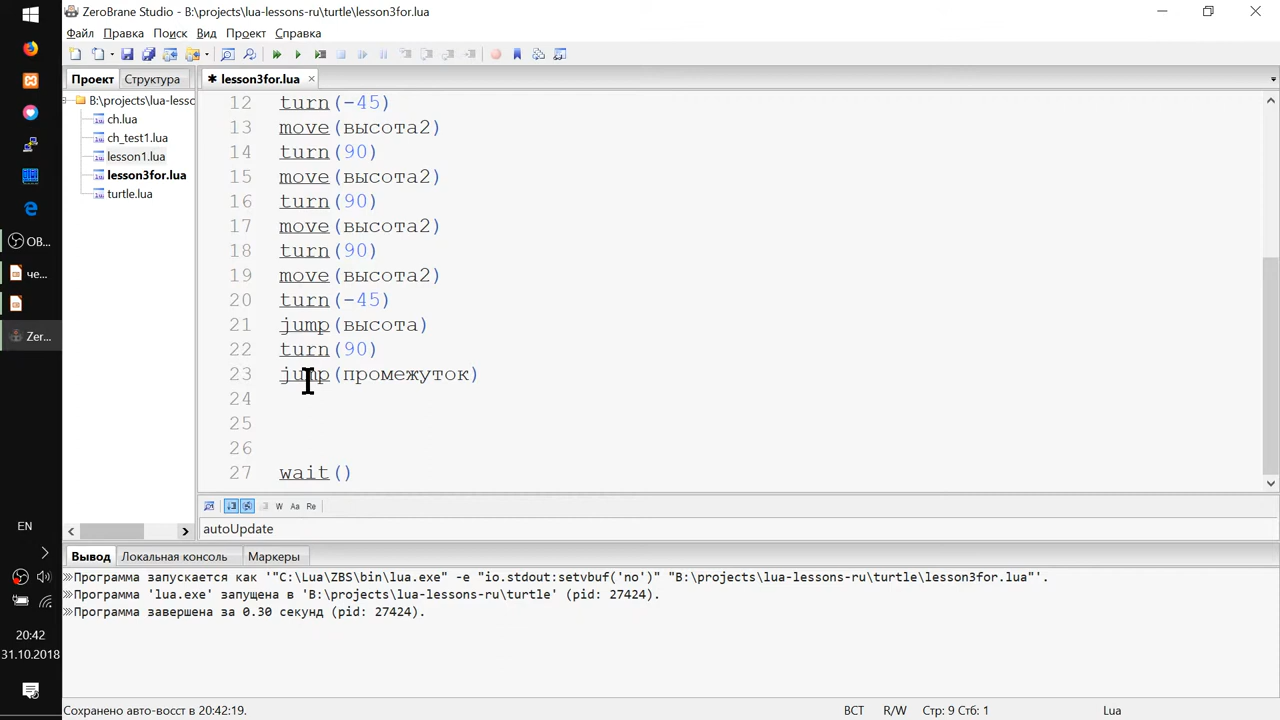 ZeroBrane Studio - B:\projects\lua-lessons-ru\turtle\lesson3for.lua
Файл Правка Поиск Вид Проект Справка
Проект Структура
B:\projects\lua-lessс
ch.lua
ch_test1.lua
lesson1.lua
lesson3for.lua
turtle.lua
✱ lesson3for.lua
12 turn(-45)
13 move(высота2)
14 turn(90)
15 move(высота2)
16 turn(90)
17 move(высота2)
18 turn(90)
19 move(высота2)
20 turn(-45)
21 jump(высота)
22 turn(90)
23 jump(промежуток)
24
25
26
27 wait()
W Aa Re
autoUpdate
Вывод Локальная консоль Маркеры
Программа запускается как '"C:\Lua\ZBS\bin\lua.exe" -e "io.stdout:setvbuf('no')" "B:\projects\lua-lessons-ru\turtle\lesson3for.lua"'.
Программа 'lua.exe' запущена в 'B:\projects\lua-lessons-ru\turtle' (pid: 27424).
Программа завершена за 0.30 секунд (pid: 27424).
Сохранено авто-восст в 20:42:19. ВСТ R/W Стр: 9 Стб: 1 Lua
OB...
че...
Zer...
EN
20:42
31.10.2018